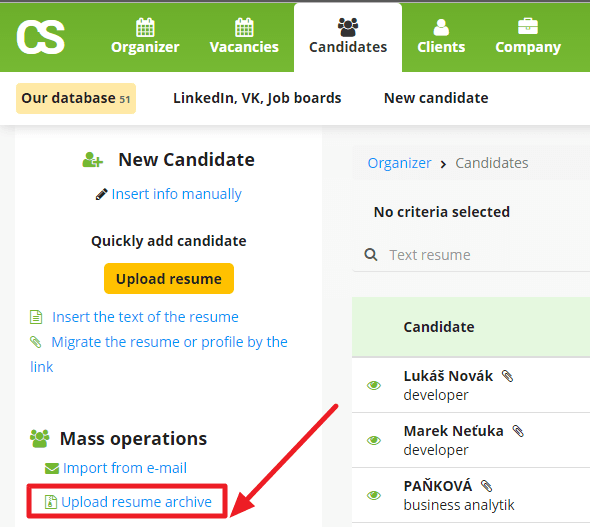 CS
Organizer
Vacancies
Candidates
Clients
Company
Our database 51
LinkedIn, VK, Job boards
New candidate
New Candidate
Insert info manually
Quickly add candidate
Upload resume
Insert the text of the resume
Migrate the resume or profile by the
link
Mass operations
Import from e-mail
Upload resume archive
Organizer > Candidates
No criteria selected
Text resume
Candidate
Lukáš Novák
developer
Marek Neťuka
developer
PAŇKOVÁ
business analytik